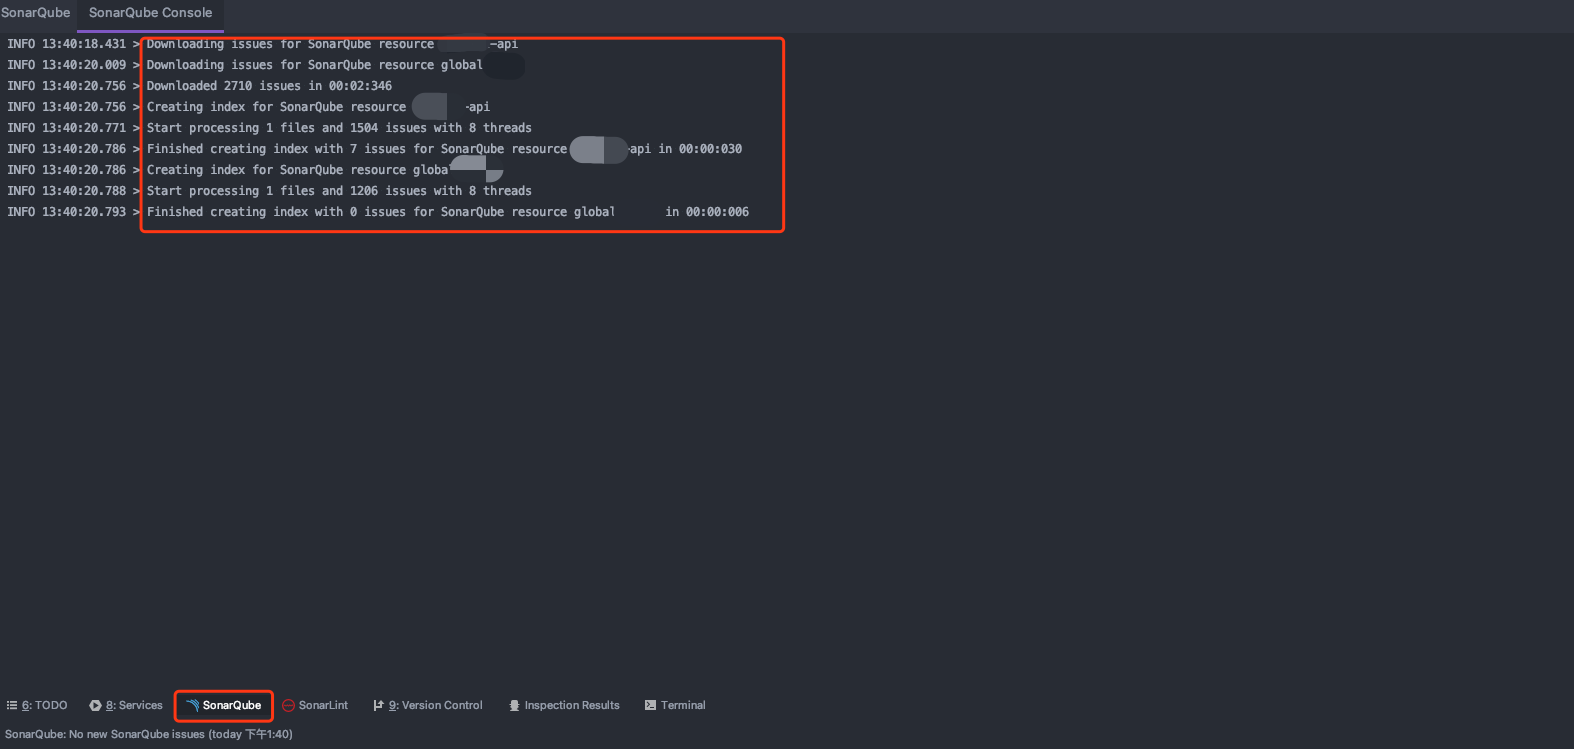 SonarQube SonarQube Console
INFO 13:40:18.431 > Downloading issues for SonarQube resource -api
INFO 13:40:20.009 > Downloading issues for SonarQube resource global
INFO 13:40:20.756 > Downloaded 2710 issues in 00:02:346
INFO 13:40:20.756 > Creating index for SonarQube resource -api
INFO 13:40:20.771 > Start processing 1 files and 1504 issues with 8 threads
INFO 13:40:20.786 > Finished creating index with 7 issues for SonarQube resource -api in 00:00:030
INFO 13:40:20.786 > Creating index for SonarQube resource globa
INFO 13:40:20.788 > Start processing 1 files and 1206 issues with 8 threads
INFO 13:40:20.793 > Finished creating index with 0 issues for SonarQube resource global in 00:00:006
6: TODO 8: Services SonarQube SonarLint 9: Version Control Inspection Results Terminal
SonarQube: No new SonarQube issues (today 下午1:40)